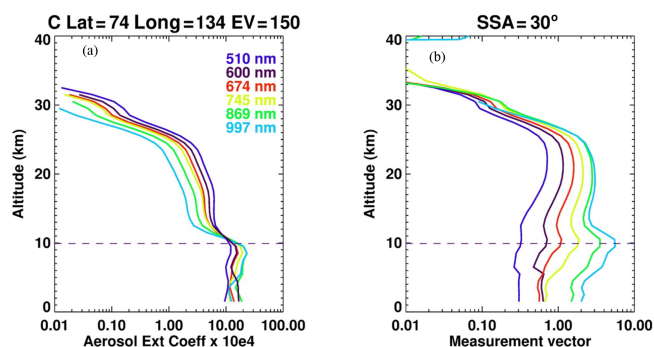 C Lat=74 Long=134 EV=150
SSA=30°
(a)
(b)
510 nm
600 nm
674 nm
745 nm
869 nm
997 nm
Altitude (km)
40
30
20
10
0
0.01 0.10 1.00 10.00 100.00
Aerosol Ext Coeff x 10e4
Altitude (km)
40
30
20
10
0
0.01 0.10 1.00 10.00
Measurement vector